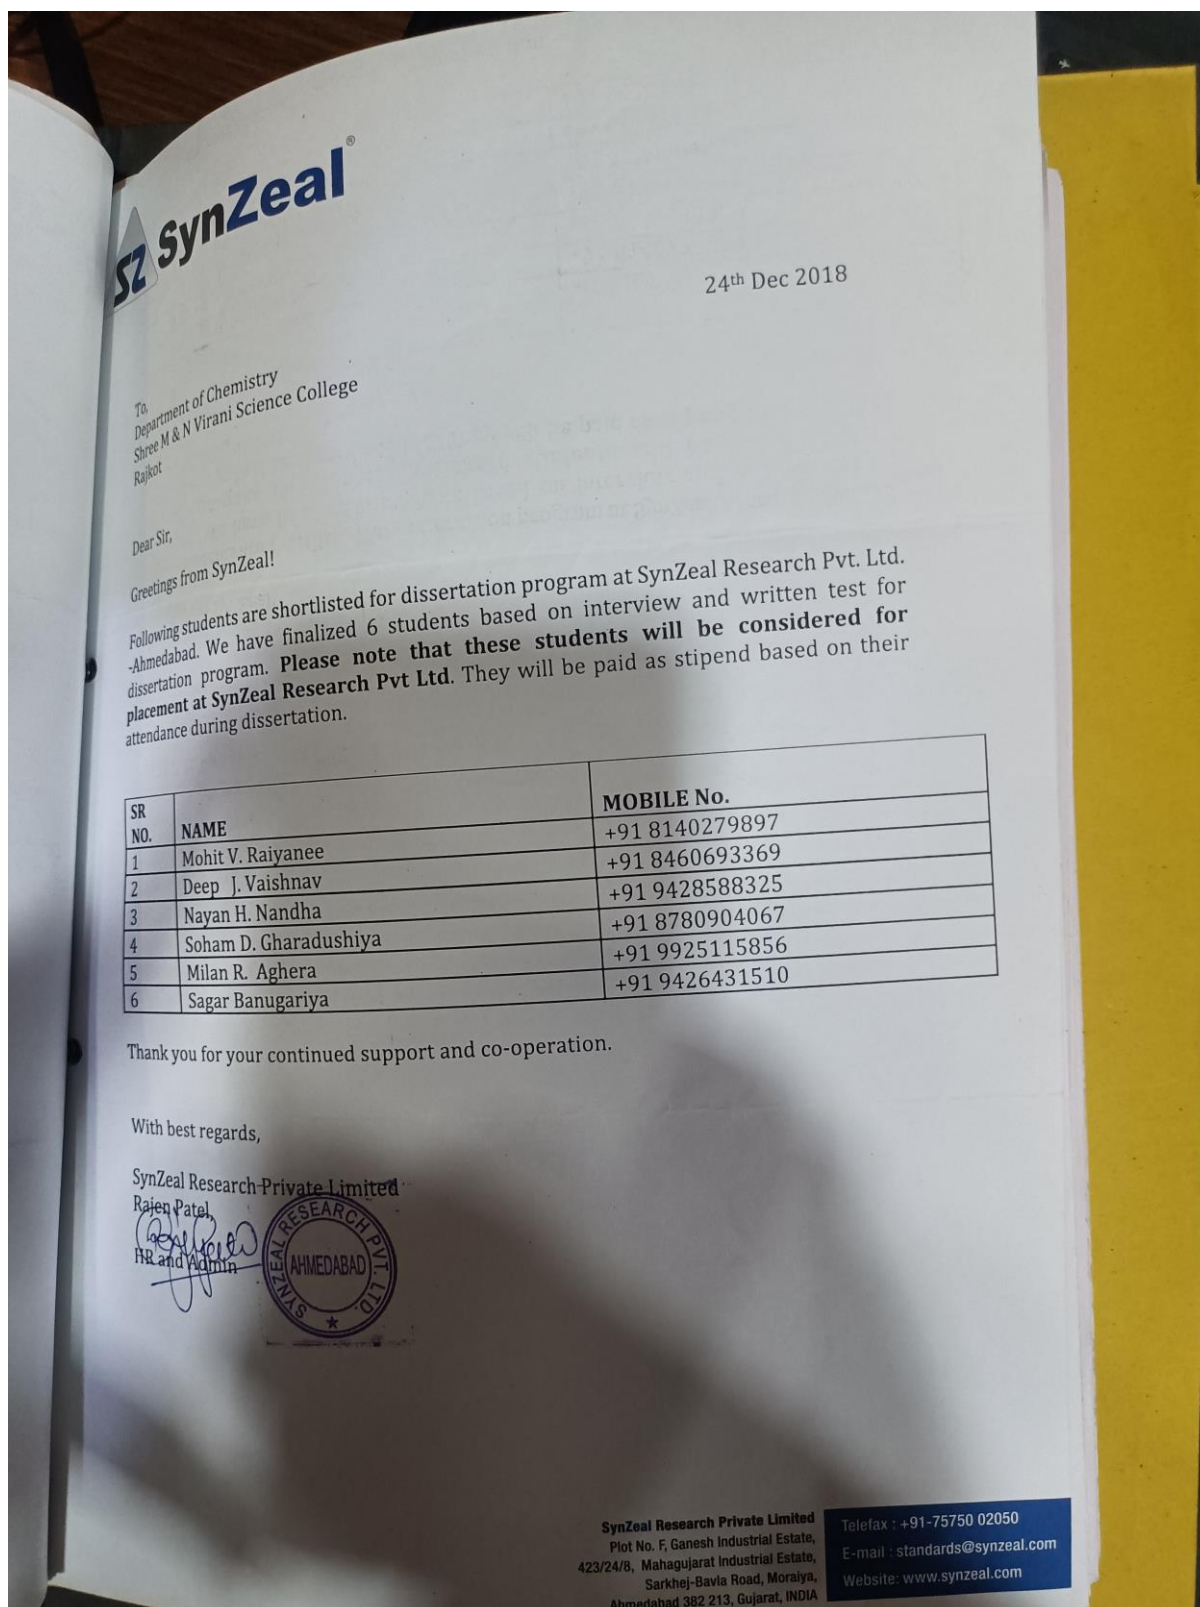 SZ SynZeal®
24th Dec 2018
To,
Department of Chemistry
Shree M & N Virani Science College
Rajkot
Dear Sir,
Greetings from SynZeal!
Following students are shortlisted for dissertation program at SynZeal Research Pvt. Ltd.
-Ahmedabad. We have finalized 6 students based on interview and written test for
dissertation program. Please note that these students will be considered for
placement at SynZeal Research Pvt Ltd. They will be paid as stipend based on their
attendance during dissertation.
SR NO. NAME MOBILE No.
1 Mohit V. Raiyanee +91 8140279897
2 Deep J. Vaishnav +91 8460693369
3 Nayan H. Nandha +91 9428588325
4 Soham D. Gharadushiya +91 8780904067
5 Milan R. Aghera +91 9925115856
6 Sagar Banugariya +91 9426431510
Thank you for your continued support and co-operation.
With best regards,
SynZeal Research Private Limited
Rajen Patel,
HR and Admin
SYNZEAL RESEARCH PVT. LTD.
AHMEDABAD
SynZeal Research Private Limited
Plot No. F, Ganesh Industrial Estate,
423/24/8, Mahagujarat Industrial Estate,
Sarkhej-Bavla Road, Moraiya,
Ahmedabad 382 213, Gujarat, INDIA
Telefax : +91-75750 02050
E-mail : standards@synzeal.com
Website: www.synzeal.com